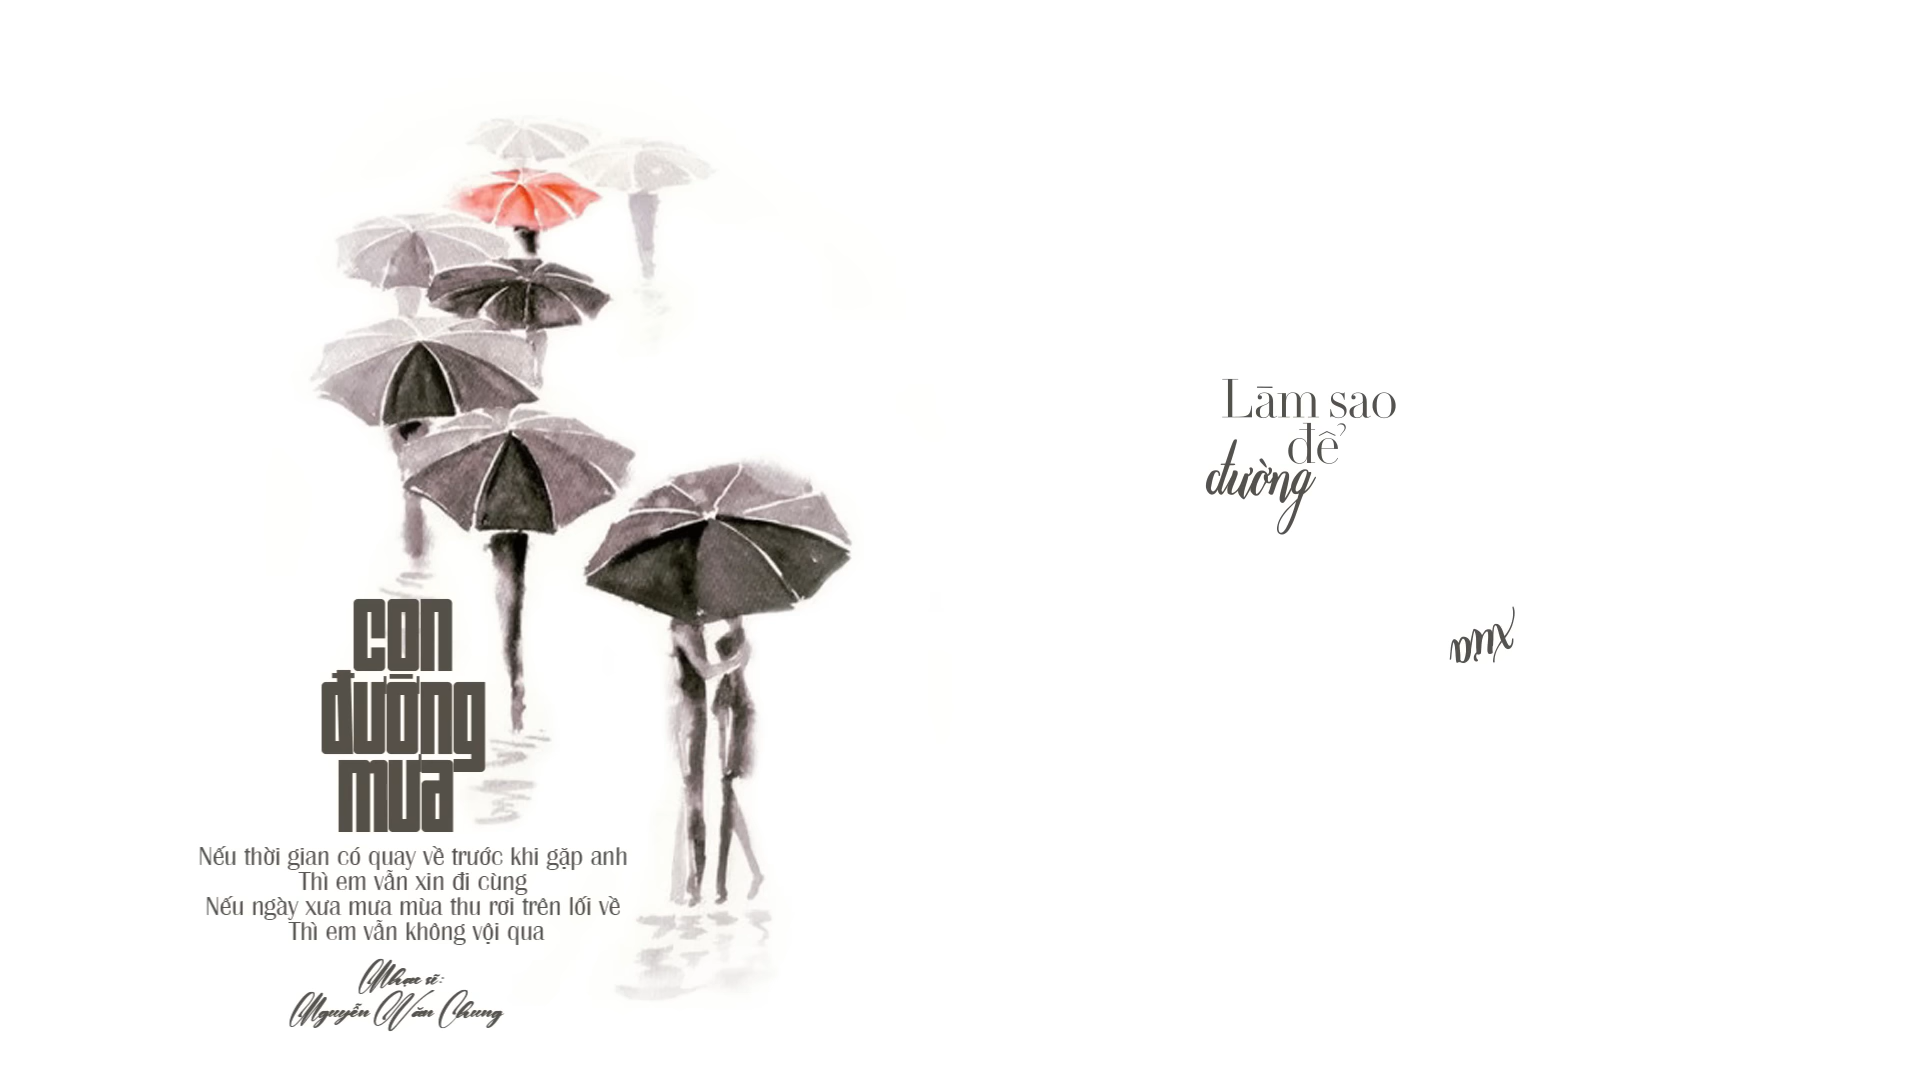 con
đường
mưa
Nếu thời gian có quay về trước khi gặp anh
Thì em vẫn xin đi cùng
Nếu ngày xưa mưa mùa thu rơi trên lối về
Thì em vẫn không vội qua
Nhạc sĩ:
Nguyễn Văn Chung
Lām sao
để
đường
xưa